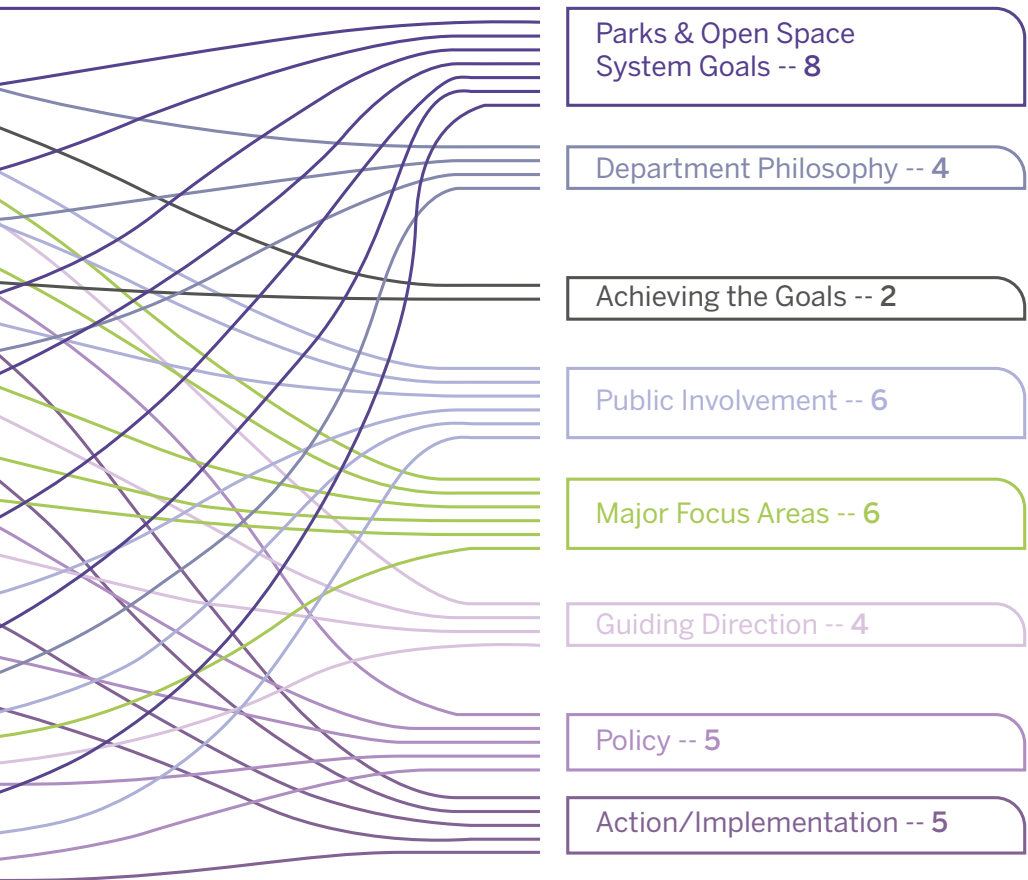 Parks & Open Space
System Goals -- 8
Department Philosophy -- 4
Achieving the Goals -- 2
Public Involvement -- 6
Major Focus Areas -- 6
Guiding Direction -- 4
Policy -- 5
Action/Implementation -- 5